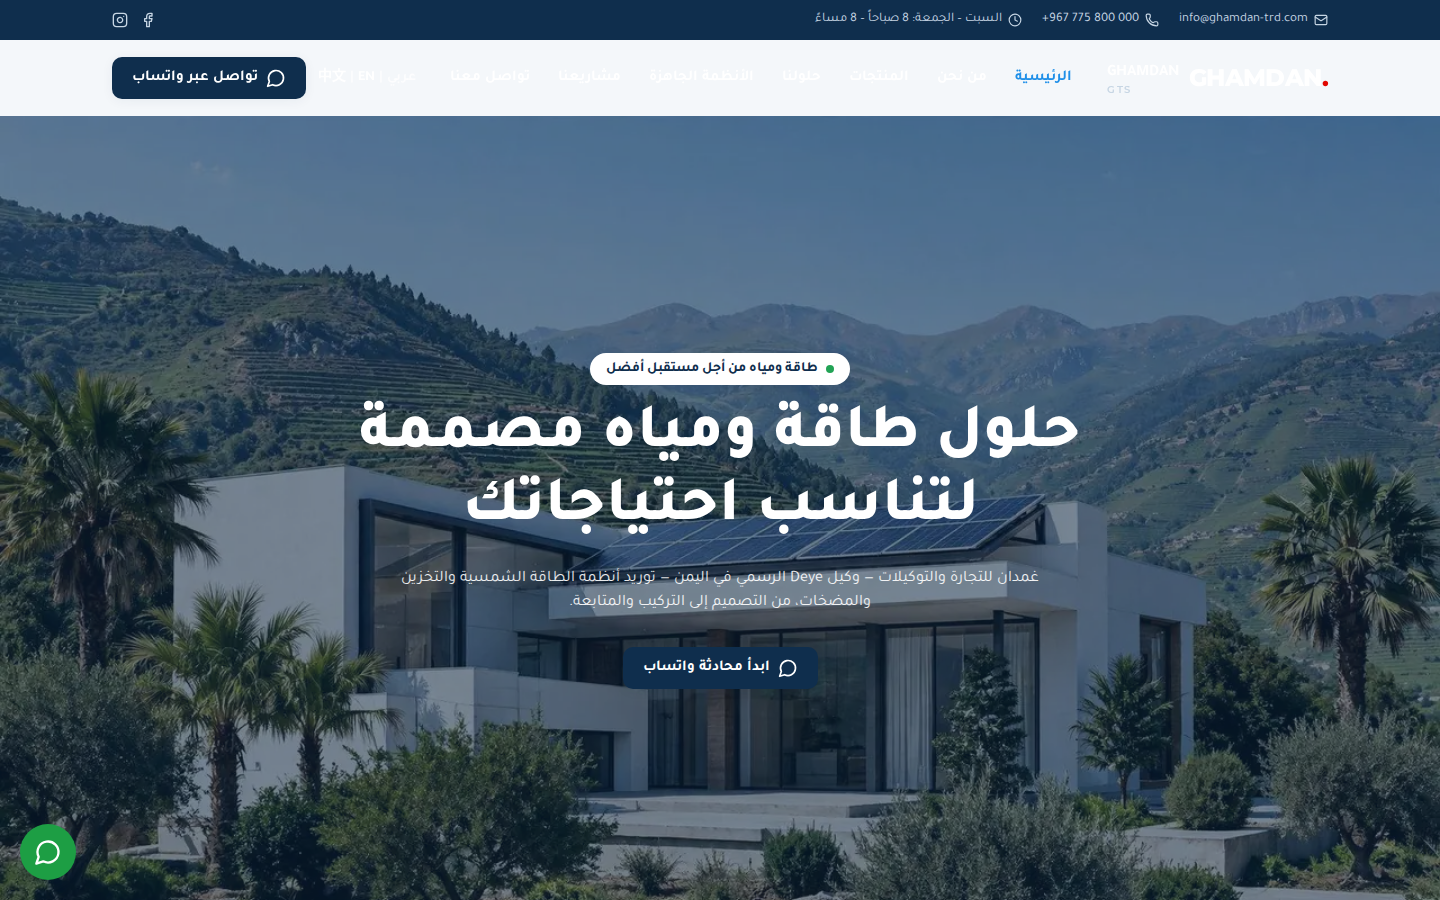 info@ghamdan-trd.com
+967 775 800 000
السبت - الجمعة: 8 صباحاً - 8 مساءً
GHAMDAN.
GHAMDAN
GTS
الرئيسية
من نحن
المنتجات
حلولنا
الأنظمة الجاهزة
مشاريعنا
تواصل معنا
عربي | EN | 中文
تواصل عبر واتساب
طاقة ومياه من أجل مستقبل أفضل
حلول طاقة ومياه مصممة
لتناسب احتياجاتك
غمدان للتجارة والتوكيلات – وكيل Deye الرسمي في اليمن – توريد أنظمة الطاقة الشمسية والتخزين
والمضخات، من التصميم إلى التركيب والمتابعة.
ابدأ محادثة واتساب